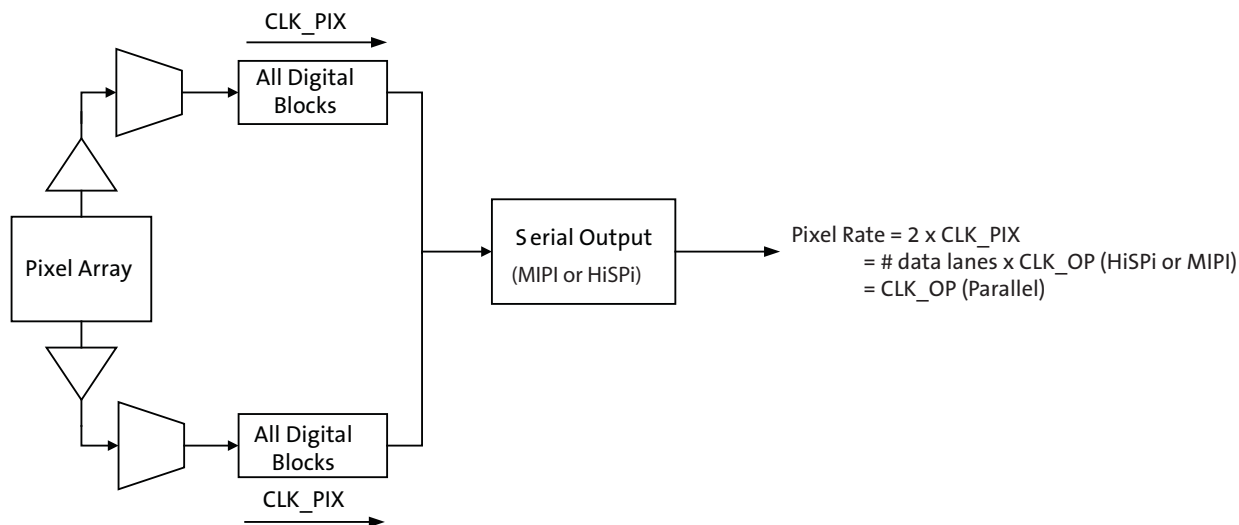 CLK_PIX
All Digital
Blocks
Pixel Array
Serial Output
(MIPI or HiSPi)
Pixel Rate = 2 x CLK_PIX
= # data lanes x CLK_OP (HiSPi or MIPI)
= CLK_OP (Parallel)
All Digital
Blocks
CLK_PIX